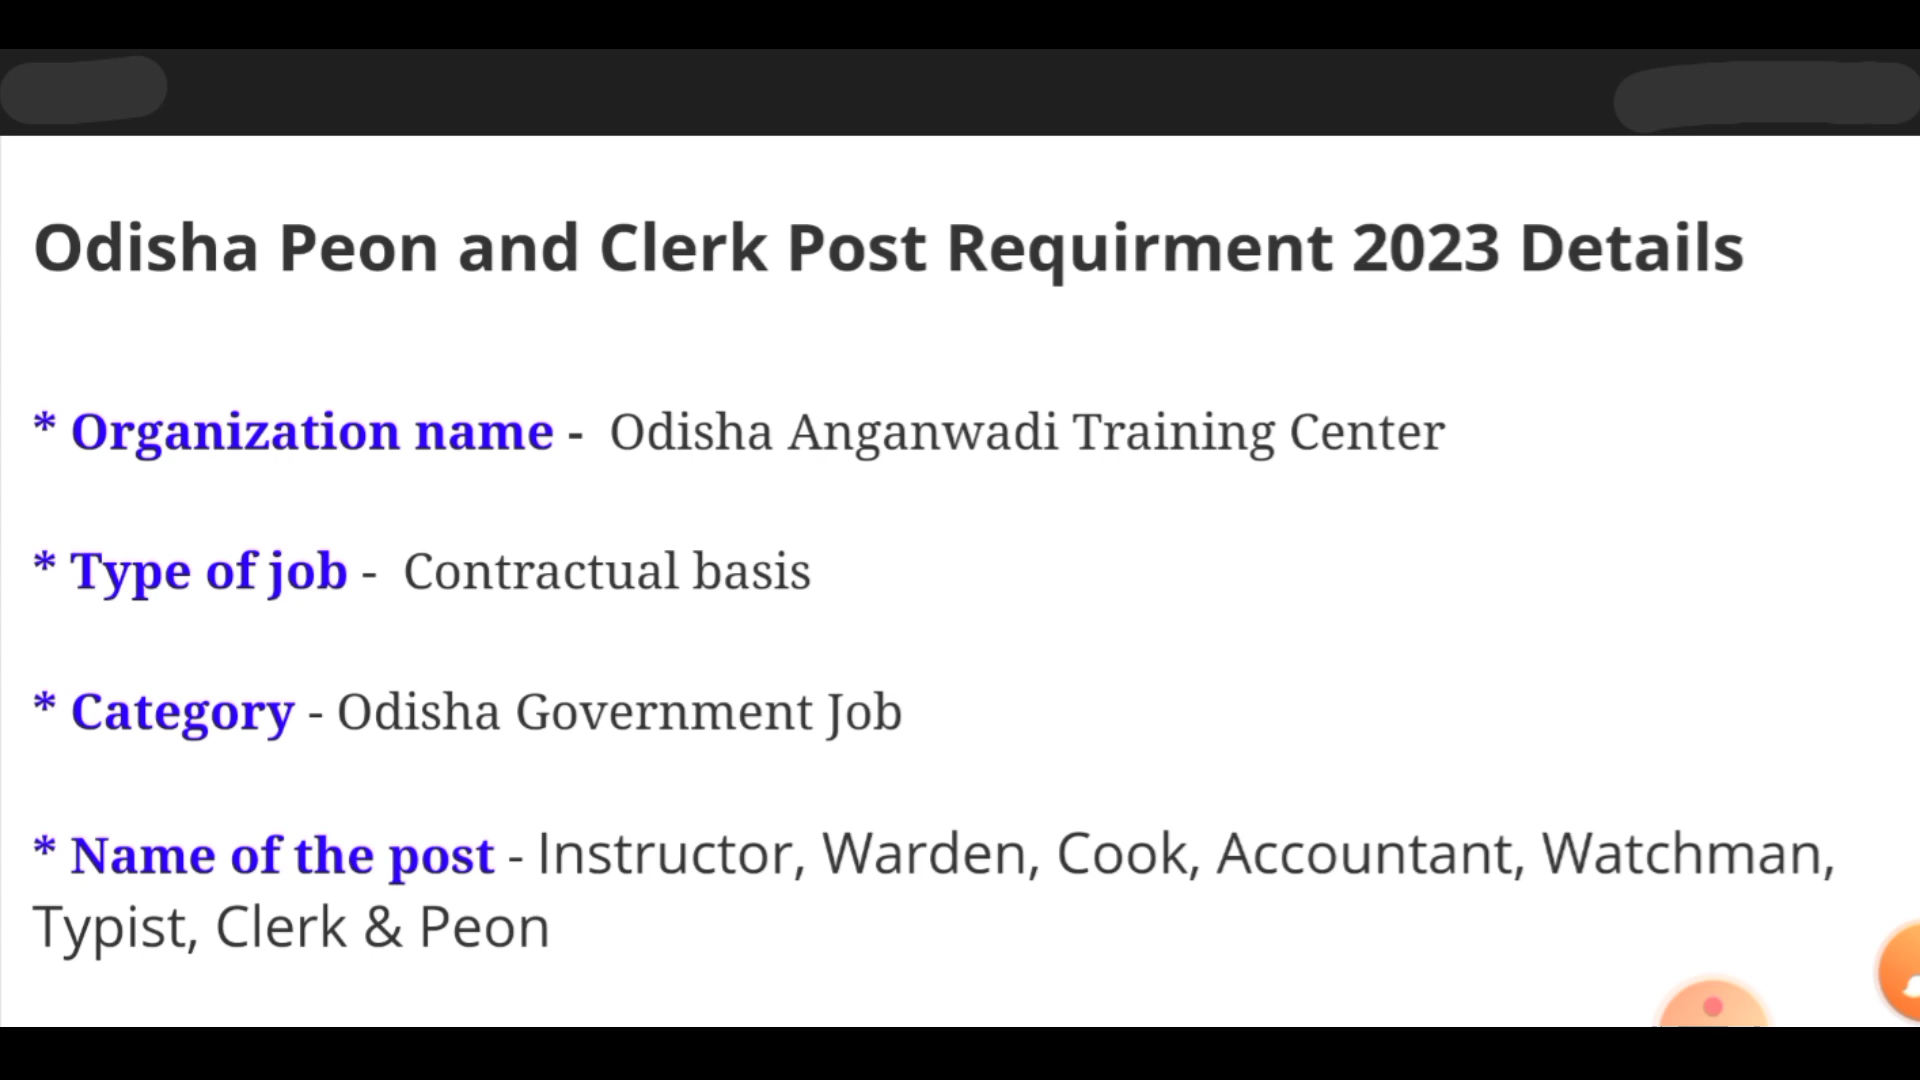 Odisha Peon and Clerk Post Requirment 2023 Details
* Organization name - Odisha Anganwadi Training Center
* Type of job - Contractual basis
* Category - Odisha Government Job
* Name of the post - Instructor, Warden, Cook, Accountant, Watchman,
Typist, Clerk & Peon